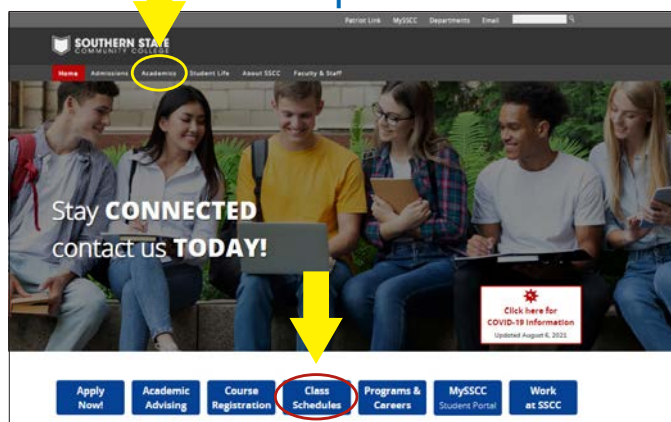 Patriot Link MySSCC Departments Email
SOUTHERN STATE
COMMUNITY COLLEGE
Home Admissions Academics Student Life About SSCC Faculty & Staff
Stay CONNECTED
contact us TODAY!
Click here for
COVID-19 Information
Updated August 6, 2021
Apply
Now!
Academic
Advising
Course
Registration
Class
Schedules
Programs &
Careers
MySSCC
Student Portal
Work
at SSCC